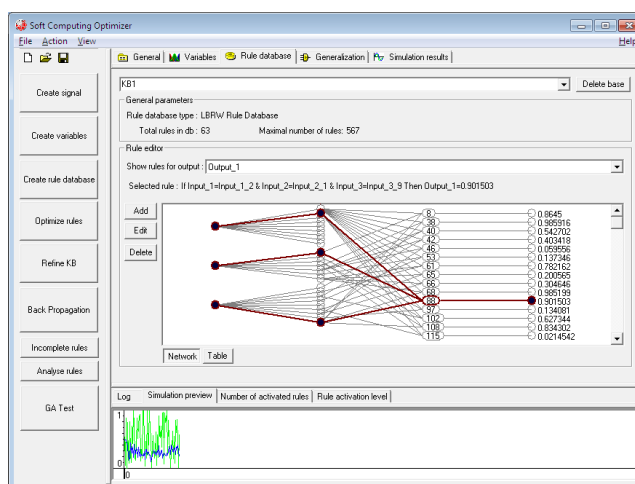 Soft Computing Optimizer
File Action View Help
General Variables Rule database Generalization Simulation results
Create signal
Create variables
Create rule database
Optimize rules
Refine KB
Back Propagation
Incomplete rules
Analyse rules
GA Test
KB1 Delete base
General parameters
Rule database type : LBRW Rule Database
Total rules in db : 63 Maximal number of rules: 567
Rule editor
Show rules for output : Output_1
Selected rule : If Input_1=Input_1_2 & Input_2=Input_2_1 & Input_3=Input_3_9 Then Output_1=0.901503
Add
Edit
Delete
8 0.8645
38 0.985916
40 0.542702
42 0.403418
46 0.059556
53 0.137346
61 0.782162
65 0.200565
66 0.304646
68 0.985199
88 0.901503
97 0.134081
102 0.627344
108 0.834302
115 0.0214542
Network Table
Log Simulation preview Number of activated rules Rule activation level
1
0
0